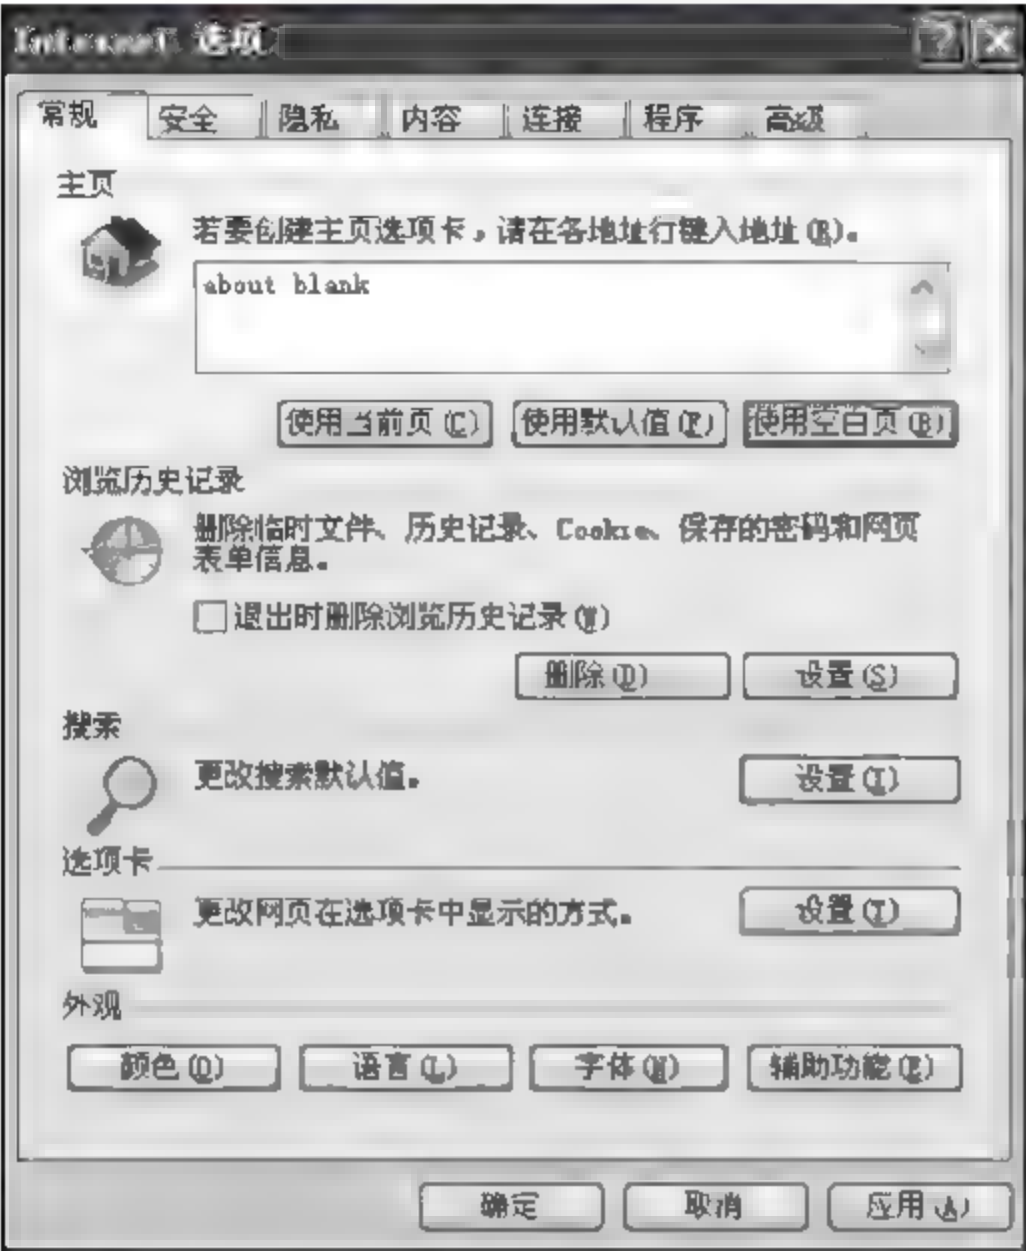 Internet 选项
常规 安全 隐私 内容 连接 程序 高级
主页
若要创建主页选项卡，请在各地址行键入地址(R)。
about blank
使用当前页(C) 使用默认值(F) 使用空白页(B)
浏览历史记录
删除临时文件、历史记录、Cookie、保存的密码和网页
表单信息。
退出时删除浏览历史记录(W)
删除(D) 设置(S)
搜索
更改搜索默认值。 设置(I)
选项卡
更改网页在选项卡中显示的方式。 设置(T)
外观
颜色(O) 语言(L) 字体(N) 辅助功能(E)
确定 取消 应用(A)